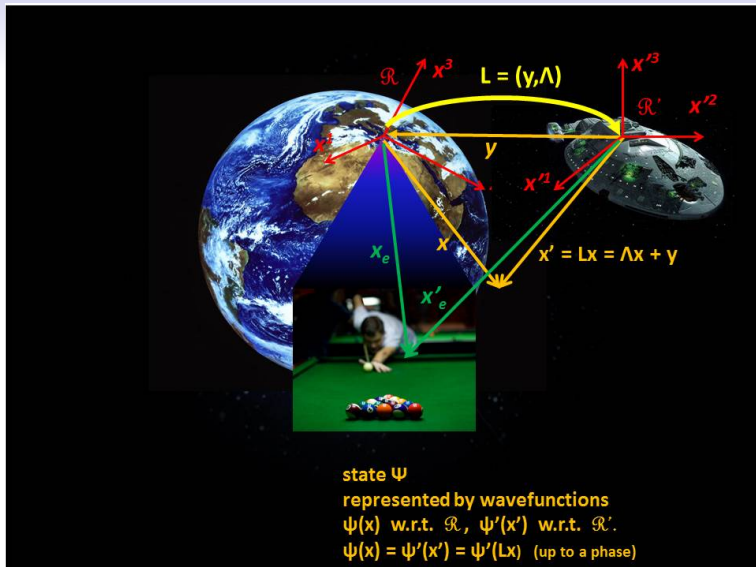 ℛ
x³
L = (y,Λ)
x'³
ℛ'
x'²
x¹
y
x'¹
x
xₑ
x' = Lx = Λx + y
x'ₑ
state Ψ
represented by wavefunctions
ψ(x) w.r.t. ℛ , ψ'(x') w.r.t. ℛ'.
ψ(x) = ψ'(x') = ψ'(Lx) (up to a phase)